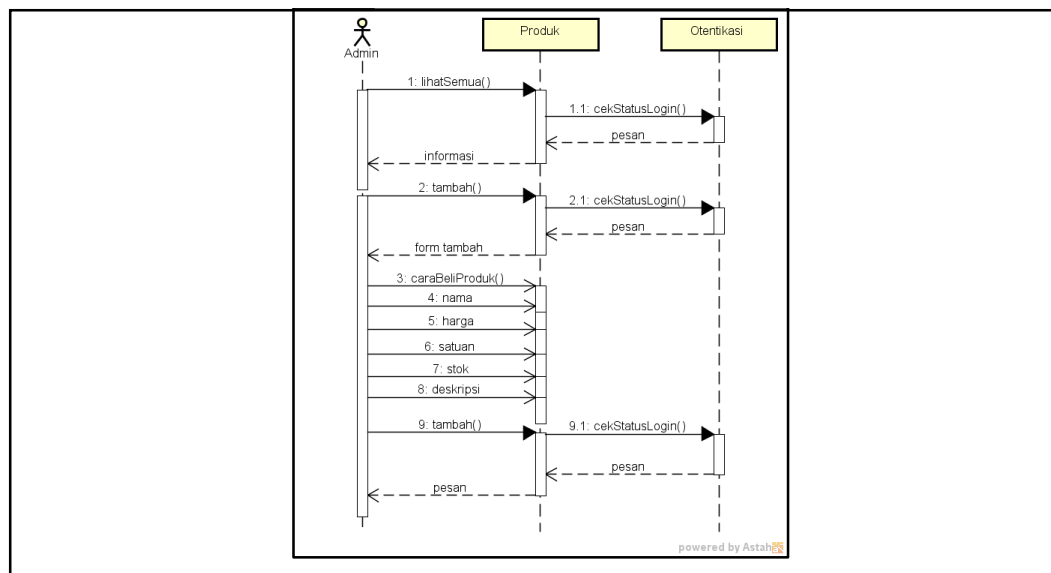 Admin
Produk
Otentikasi
1: lihatSemua()
1.1: cekStatusLogin()
pesan
informasi
2: tambah()
2.1: cekStatusLogin()
pesan
form tambah
3: caraBeliProduk()
4: nama
5: harga
6: satuan
7: stok
8: deskripsi
9: tambah()
9.1: cekStatusLogin()
pesan
pesan
powered by Astah